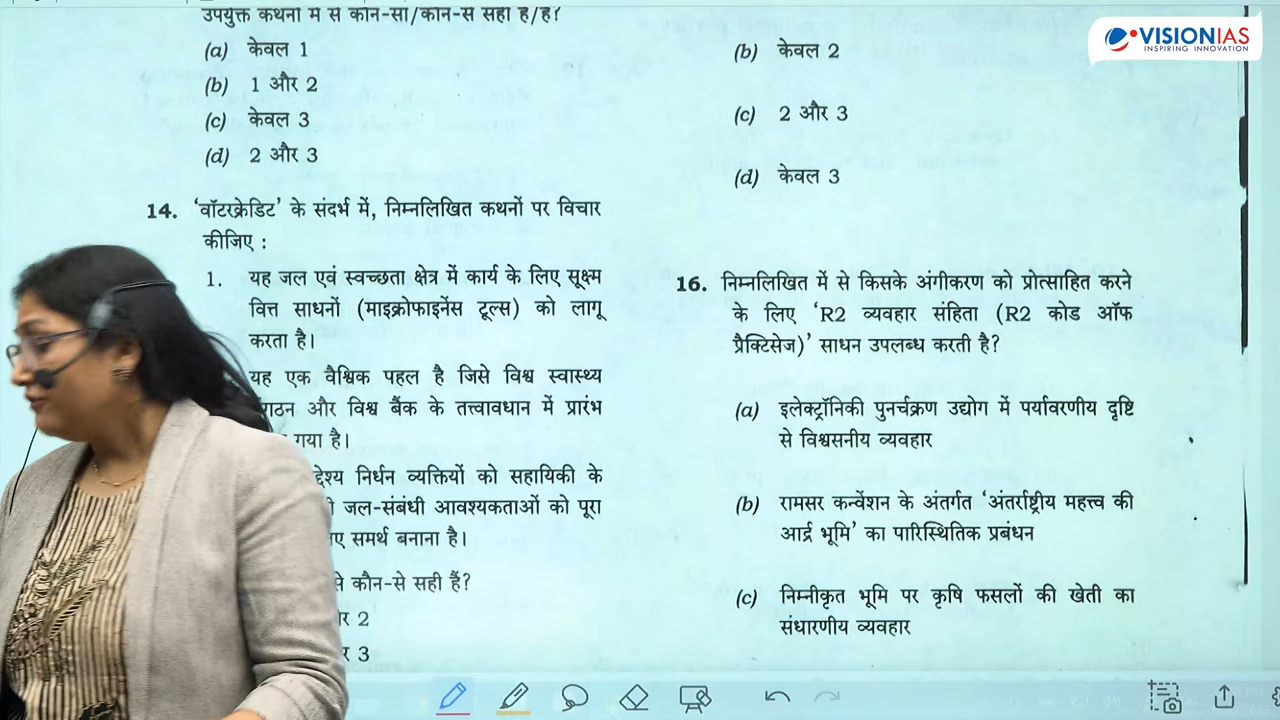 उपर्युक्त कथनों में से कौन-सा/कौन-से सही है/हैं?
(a) केवल 1
(b) 1 और 2
(c) केवल 3
(d) 2 और 3
14. ‘वॉटरक्रेडिट’ के संदर्भ में, निम्नलिखित कथनों पर विचार
कीजिए :
1. यह जल एवं स्वच्छता क्षेत्र में कार्य के लिए सूक्ष्म
वित्त साधनों (माइक्रोफाइनेंस टूल्स) को लागू
करता है।
यह एक वैश्विक पहल है जिसे विश्व स्वास्थ्य
और विश्व बैंक के तत्त्वावधान में प्रारंभ
गया है।
निर्धन व्यक्तियों को सहायिकी के
जल-संबंधी आवश्यकताओं को पूरा
समर्थ बनाना है।
से कौन-से सही हैं?
2
3
(b) केवल 2
(c) 2 और 3
(d) केवल 3
16. निम्नलिखित में से किसके अंगीकरण को प्रोत्साहित करने
के लिए ‘R2 व्यवहार संहिता (R2 कोड ऑफ
प्रैक्टिसेज)’ साधन उपलब्ध करती है?
(a) इलेक्ट्रॉनिकी पुनर्चक्रण उद्योग में पर्यावरणीय दृष्टि
से विश्वसनीय व्यवहार
(b) रामसर कन्वेंशन के अंतर्गत ‘अंतर्राष्ट्रीय महत्त्व की
आर्द्र भूमि’ का पारिस्थितिक प्रबंधन
(c) निम्नीकृत भूमि पर कृषि फसलों की खेती का
संधारणीय व्यवहार
VISIONIAS
INSPIRING INNOVATION